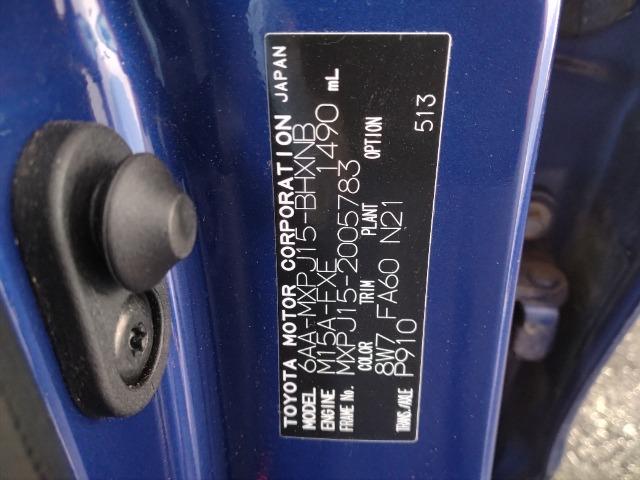 TOYOTA MOTOR CORPORATION JAPAN
MODEL 6AA-MXPJ15-BHXNB
ENGINE M15A-FXE 1490 mL
FRAME No. MXPJ15-2005783
COLOR TRIM PLANT OPTION
8W7 FA60 N21
TRANS./AXLE P910 513